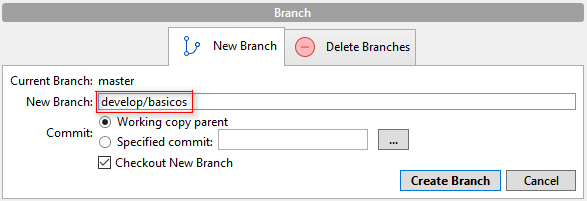 Branch
New Branch
Delete Branches
Current Branch: master
New Branch: develop/basicos
Commit: Working copy parent
Specified commit: ...
Checkout New Branch
Create Branch Cancel